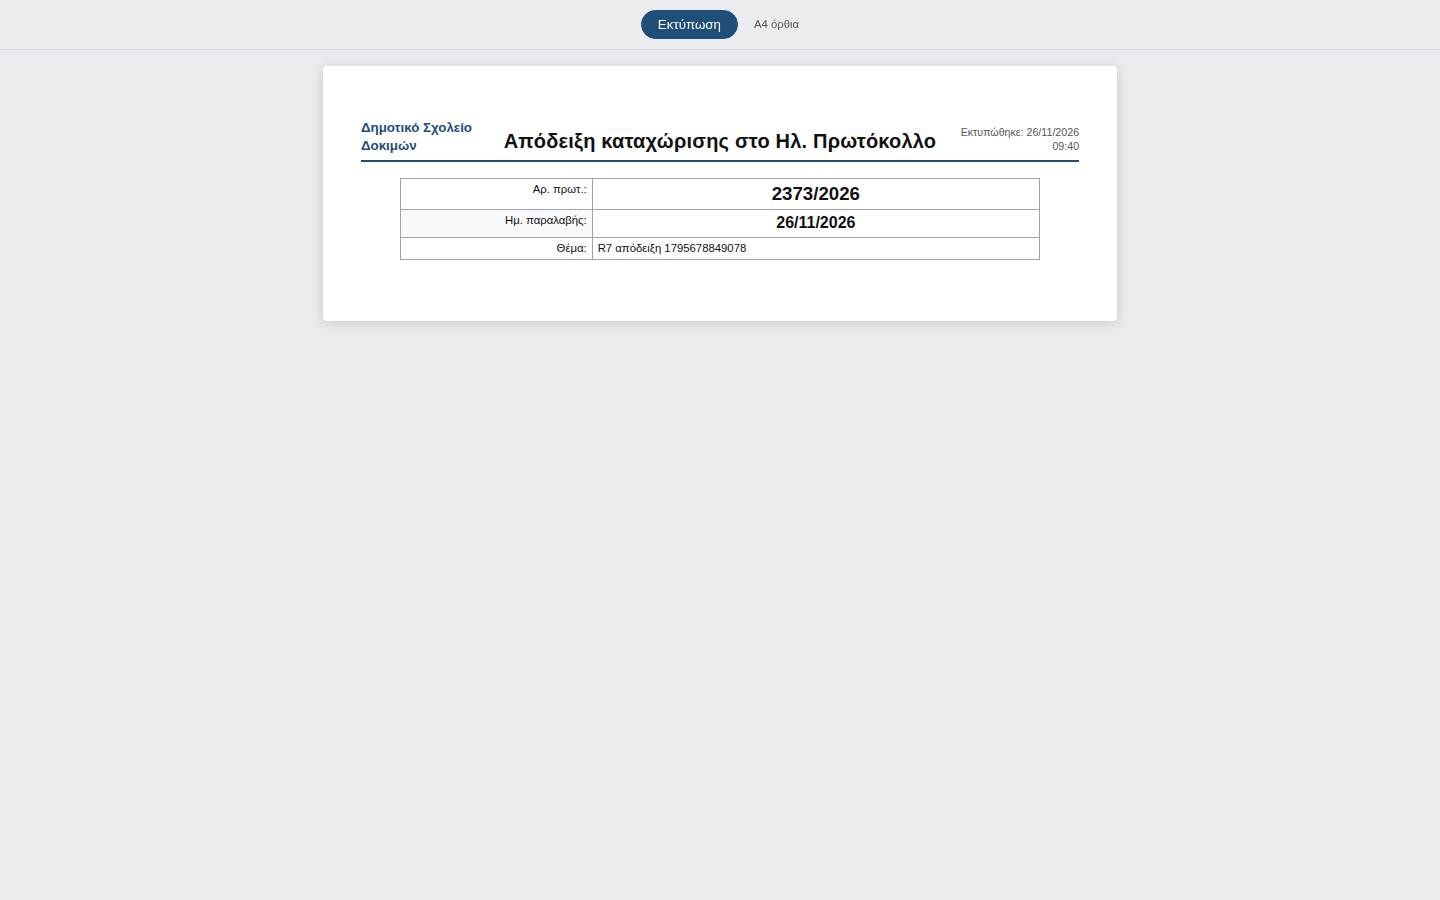 Εκτύπωση Α4 όρθια
Δημοτικό Σχολείο
Δοκιμών
Απόδειξη καταχώρισης στο Ηλ. Πρωτόκολλο
Εκτυπώθηκε: 26/11/2026
09:40
Αρ. πρωτ.: 2373/2026
Ημ. παραλαβής: 26/11/2026
Θέμα: R7 απόδειξη 1795678849078